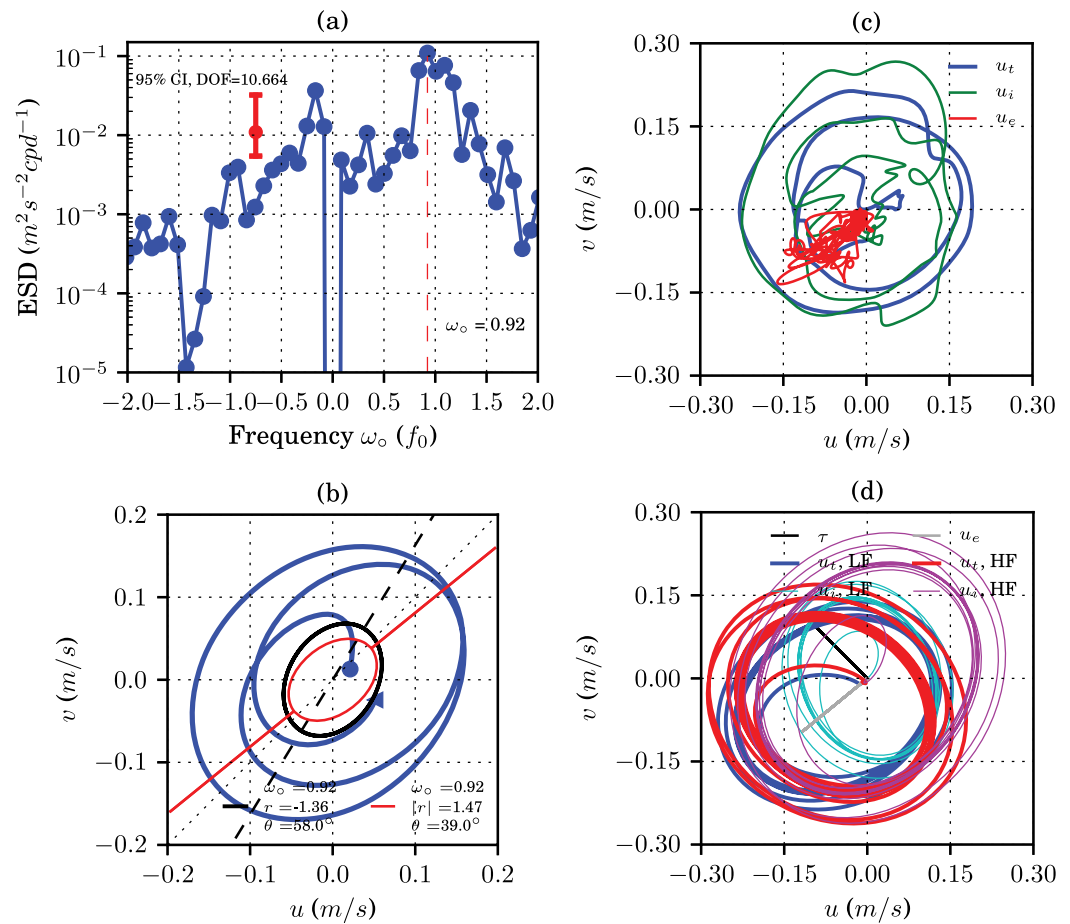 (a)
10⁻¹
10⁻²
10⁻³
10⁻⁴
10⁻⁵
ESD (m²s⁻²cpd⁻¹)
95% CI, DOF=10.664
ω∘ = 0.92
−2.0 −1.5 −1.0 −0.5 0.0 0.5 1.0 1.5 2.0
Frequency ω∘ (f₀)
(c)
0.30
0.15
0.00
−0.15
−0.30
v (m/s)
u_t
u_i
u_e
−0.30 −0.15 0.00 0.15 0.30
u (m/s)
(b)
0.2
0.1
0.0
−0.1
−0.2
v (m/s)
ω∘ =0.92
r =-1.36
θ =58.0°
ω∘ =0.92
|r| =1.47
θ =39.0°
−0.2 −0.1 0.0 0.1 0.2
u (m/s)
(d)
0.30
0.15
0.00
−0.15
−0.30
v (m/s)
τ
u_t, LF
u_i, LF
u_e
u_t, HF
u_i, HF
−0.30 −0.15 0.00 0.15 0.30
u (m/s)